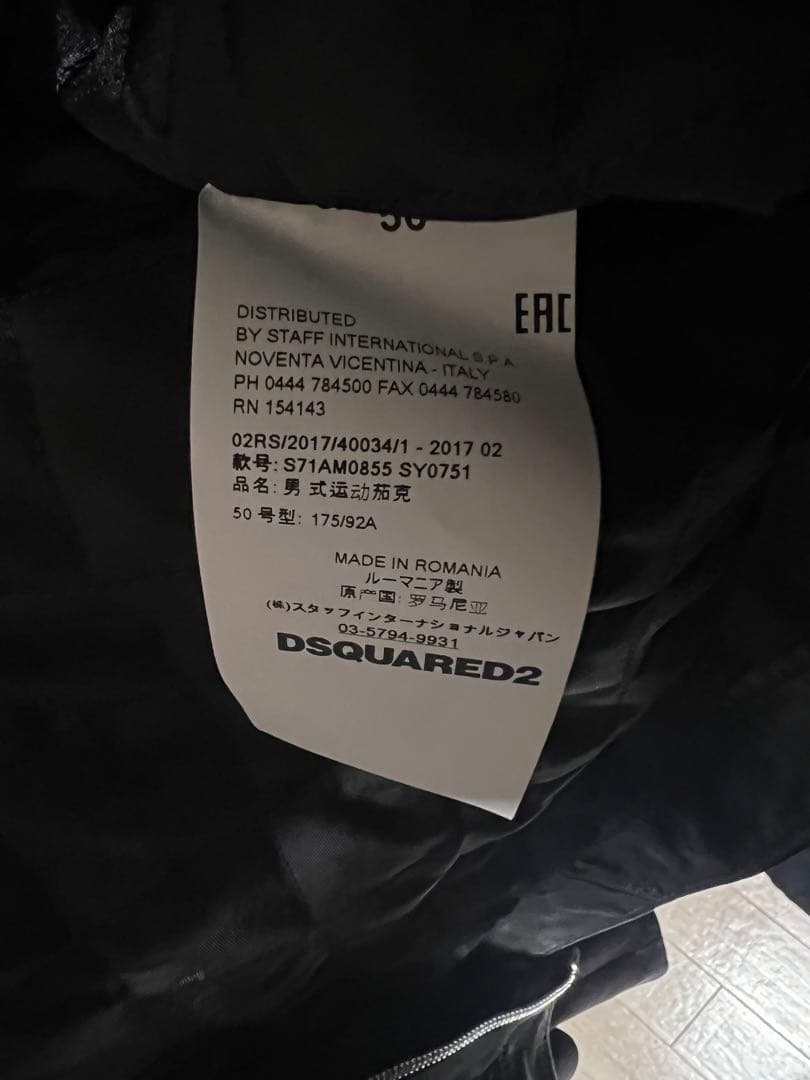 50
EAC
DISTRIBUTED
BY STAFF INTERNATIONAL S.P.A.
NOVENTA VICENTINA - ITALY
PH 0444 784500 FAX 0444 784580
RN 154143
02RS/2017/40034/1 - 2017 02
款号: S71AM0855 SY0751
品名: 男 式运动茄克
50 号型: 175/92A
MADE IN ROMANIA
ルーマニア製
原产国: 罗马尼亚
(株)スタッフインターナショナルジャパン
03-5794-9931
DSQUARED2